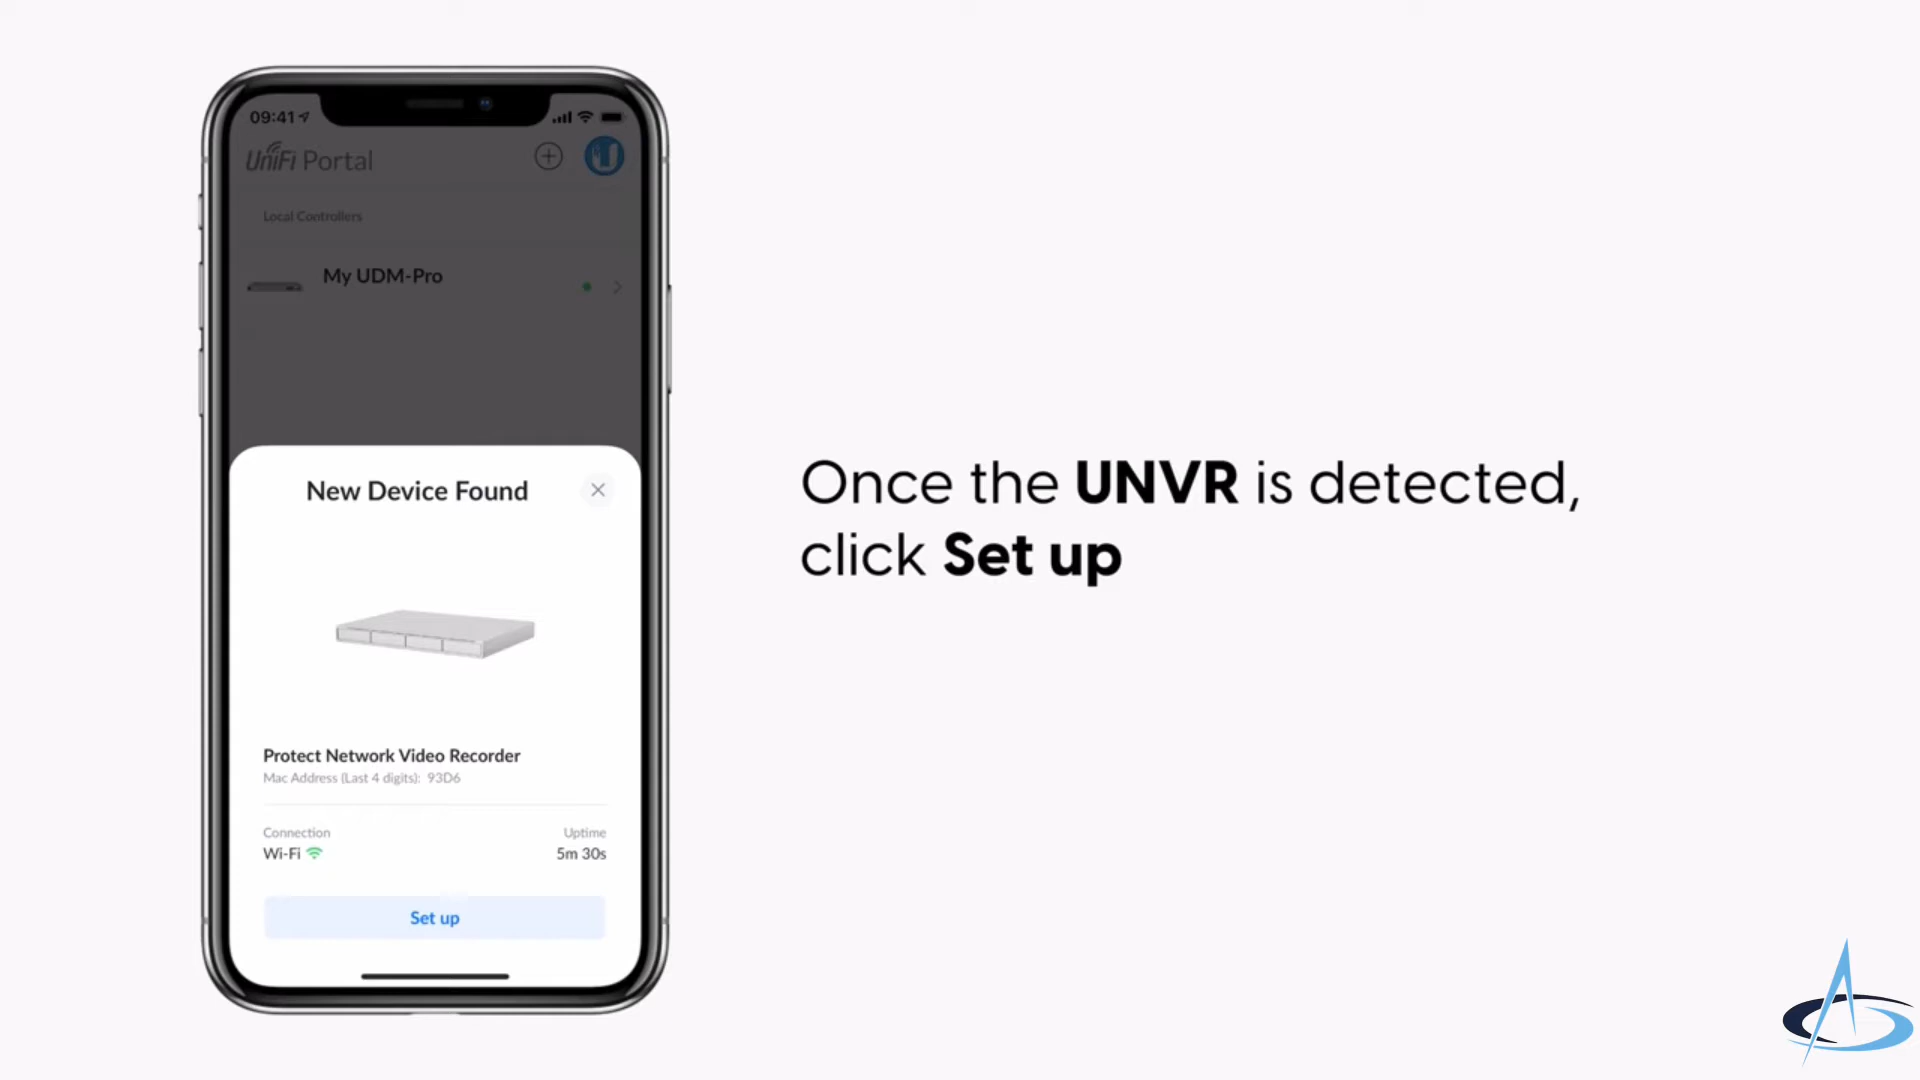 09:41
UniFi Portal
Local Controllers
My UDM-Pro
New Device Found
Protect Network Video Recorder
Mac Address (Last 4 digits): 93D6
Connection
Uptime
Wi-Fi
5m 30s
Set up
Once the UNVR is detected,
click Set up